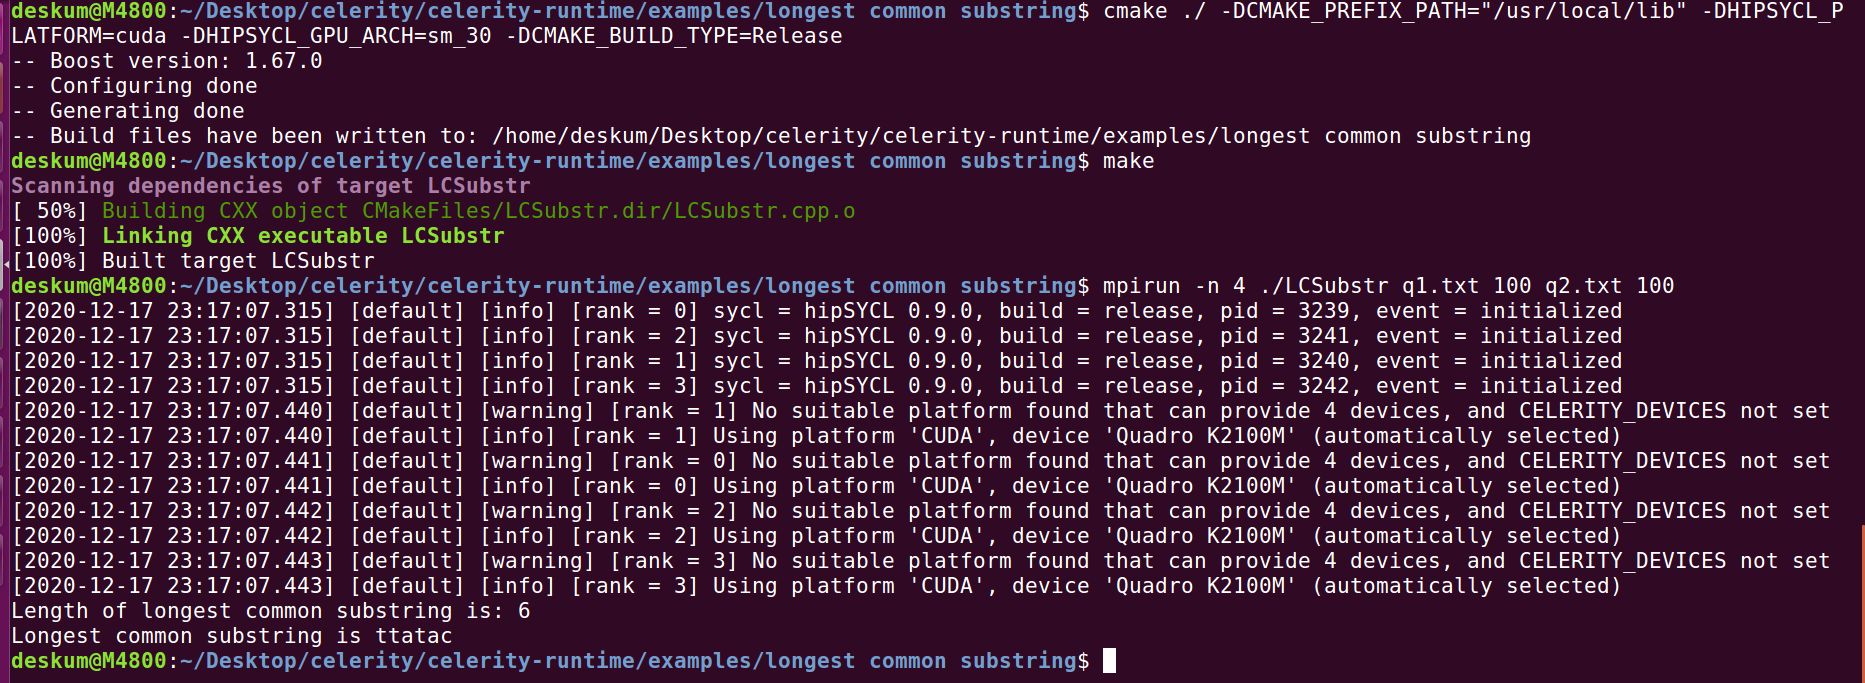 deskum@M4800:~/Desktop/celerity/celerity-runtime/examples/longest common substring$ cmake ./ -DCMAKE_PREFIX_PATH="/usr/local/lib" -DHIPSYCL_P
LATFORM=cuda -DHIPSYCL_GPU_ARCH=sm_30 -DCMAKE_BUILD_TYPE=Release
-- Boost version: 1.67.0
-- Configuring done
-- Generating done
-- Build files have been written to: /home/deskum/Desktop/celerity/celerity-runtime/examples/longest common substring
deskum@M4800:~/Desktop/celerity/celerity-runtime/examples/longest common substring$ make
Scanning dependencies of target LCSubstr
[ 50%] Building CXX object CMakeFiles/LCSubstr.dir/LCSubstr.cpp.o
[100%] Linking CXX executable LCSubstr
[100%] Built target LCSubstr
deskum@M4800:~/Desktop/celerity/celerity-runtime/examples/longest common substring$ mpirun -n 4 ./LCSubstr q1.txt 100 q2.txt 100
[2020-12-17 23:17:07.315] [default] [info] [rank = 0] sycl = hipSYCL 0.9.0, build = release, pid = 3239, event = initialized
[2020-12-17 23:17:07.315] [default] [info] [rank = 2] sycl = hipSYCL 0.9.0, build = release, pid = 3241, event = initialized
[2020-12-17 23:17:07.315] [default] [info] [rank = 1] sycl = hipSYCL 0.9.0, build = release, pid = 3240, event = initialized
[2020-12-17 23:17:07.315] [default] [info] [rank = 3] sycl = hipSYCL 0.9.0, build = release, pid = 3242, event = initialized
[2020-12-17 23:17:07.440] [default] [warning] [rank = 1] No suitable platform found that can provide 4 devices, and CELERITY_DEVICES not set
[2020-12-17 23:17:07.440] [default] [info] [rank = 1] Using platform 'CUDA', device 'Quadro K2100M' (automatically selected)
[2020-12-17 23:17:07.441] [default] [warning] [rank = 0] No suitable platform found that can provide 4 devices, and CELERITY_DEVICES not set
[2020-12-17 23:17:07.441] [default] [info] [rank = 0] Using platform 'CUDA', device 'Quadro K2100M' (automatically selected)
[2020-12-17 23:17:07.442] [default] [warning] [rank = 2] No suitable platform found that can provide 4 devices, and CELERITY_DEVICES not set
[2020-12-17 23:17:07.442] [default] [info] [rank = 2] Using platform 'CUDA', device 'Quadro K2100M' (automatically selected)
[2020-12-17 23:17:07.443] [default] [warning] [rank = 3] No suitable platform found that can provide 4 devices, and CELERITY_DEVICES not set
[2020-12-17 23:17:07.443] [default] [info] [rank = 3] Using platform 'CUDA', device 'Quadro K2100M' (automatically selected)
Length of longest common substring is: 6
Longest common substring is ttatac
deskum@M4800:~/Desktop/celerity/celerity-runtime/examples/longest common substring$